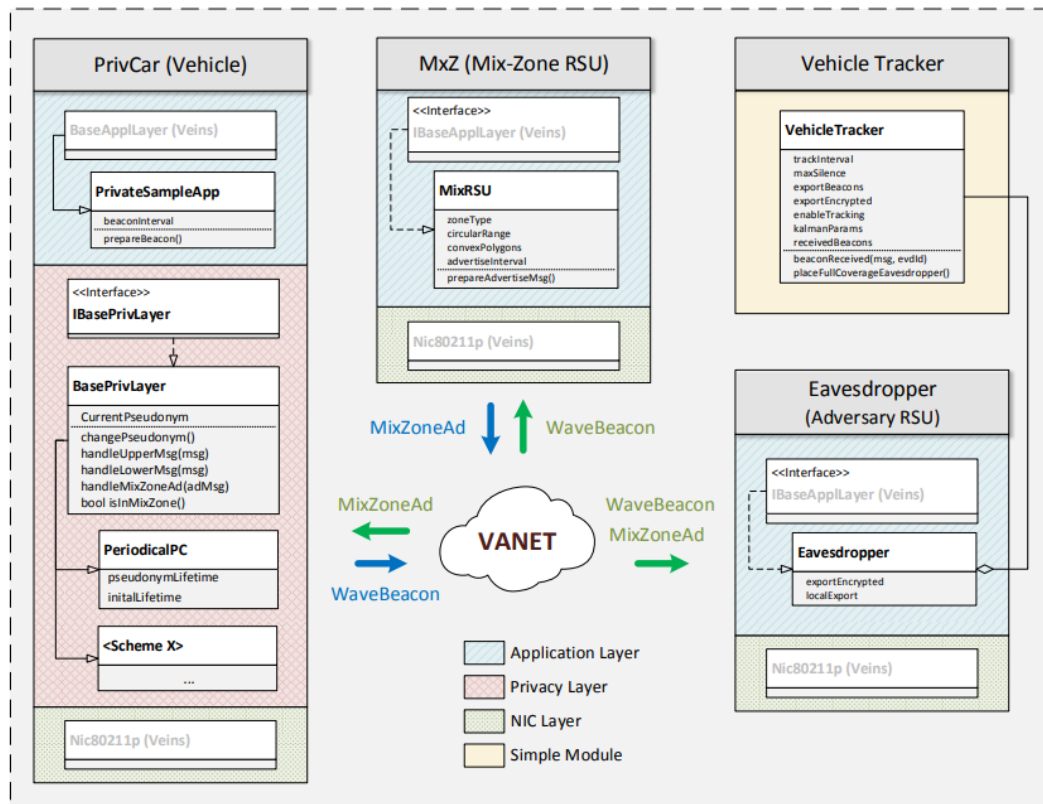 PrivCar (Vehicle)
BaseApplLayer (Veins)
PrivateSampleApp
beaconInterval
prepareBeacon()
<<Interface>>
IBasePrivLayer
BasePrivLayer
CurrentPseudonym
changePseudonym()
handleUpperMsg(msg)
handleLowerMsg(msg)
handleMixZoneAd(adMsg)
bool isInMixZone()
PeriodicalPC
pseudonymLifetime
initalLifetime
<Scheme X>
...
Nic80211p (Veins)
MxZ (Mix-Zone RSU)
<<Interface>>
IBaseApplLayer (Veins)
MixRSU
zoneType
circularRange
convexPolygons
advertiseInterval
prepareAdvertiseMsg()
Nic80211p (Veins)
MixZoneAd
WaveBeacon
MixZoneAd
WaveBeacon
VANET
WaveBeacon
MixZoneAd
Application Layer
Privacy Layer
NIC Layer
Simple Module
Vehicle Tracker
VehicleTracker
trackInterval
maxSilence
exportBeacons
exportEncrypted
enableTracking
kalmanParams
receivedBeacons
beaconReceived(msg, evdId)
placeFullCoverageEavesdropper()
Eavesdropper
(Adversary RSU)
<<Interface>>
IBaseApplLayer (Veins)
Eavesdropper
exportEncrypted
localExport
Nic80211p (Veins)